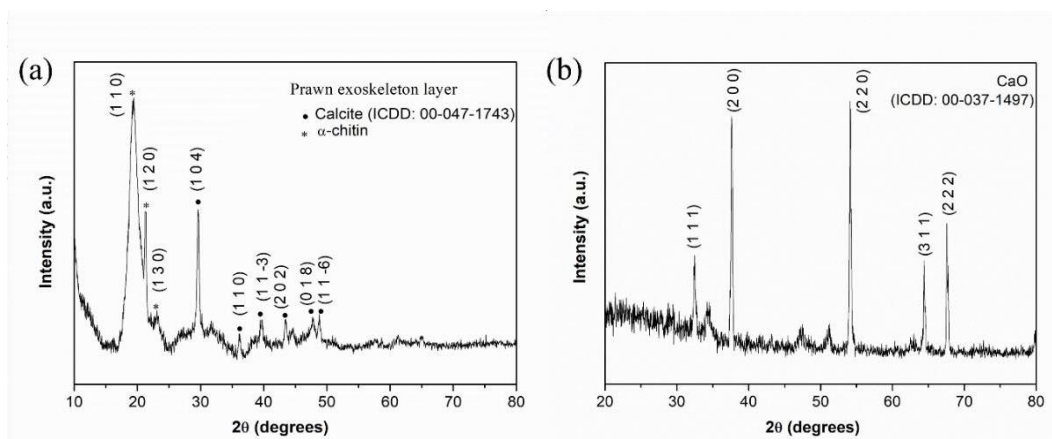 (a)
Prawn exoskeleton layer
● Calcite (ICDD: 00-047-1743)
* α-chitin
(1 1 0)
*
(1 2 0)
*
(1 3 0)
*
(1 0 4)
●
(1 1 0)
●
(1 1 -3)
●
(2 0 2)
●
(0 1 8)
●
(1 1 -6)
●
Intensity (a.u.)
10 20 30 40 50 60 70 80
2θ (degrees)
(b)
CaO
(ICDD: 00-037-1497)
(1 1 1)
(2 0 0)
(2 2 0)
(3 1 1)
(2 2 2)
Intensity (a.u.)
20 30 40 50 60 70 80
2θ (degrees)